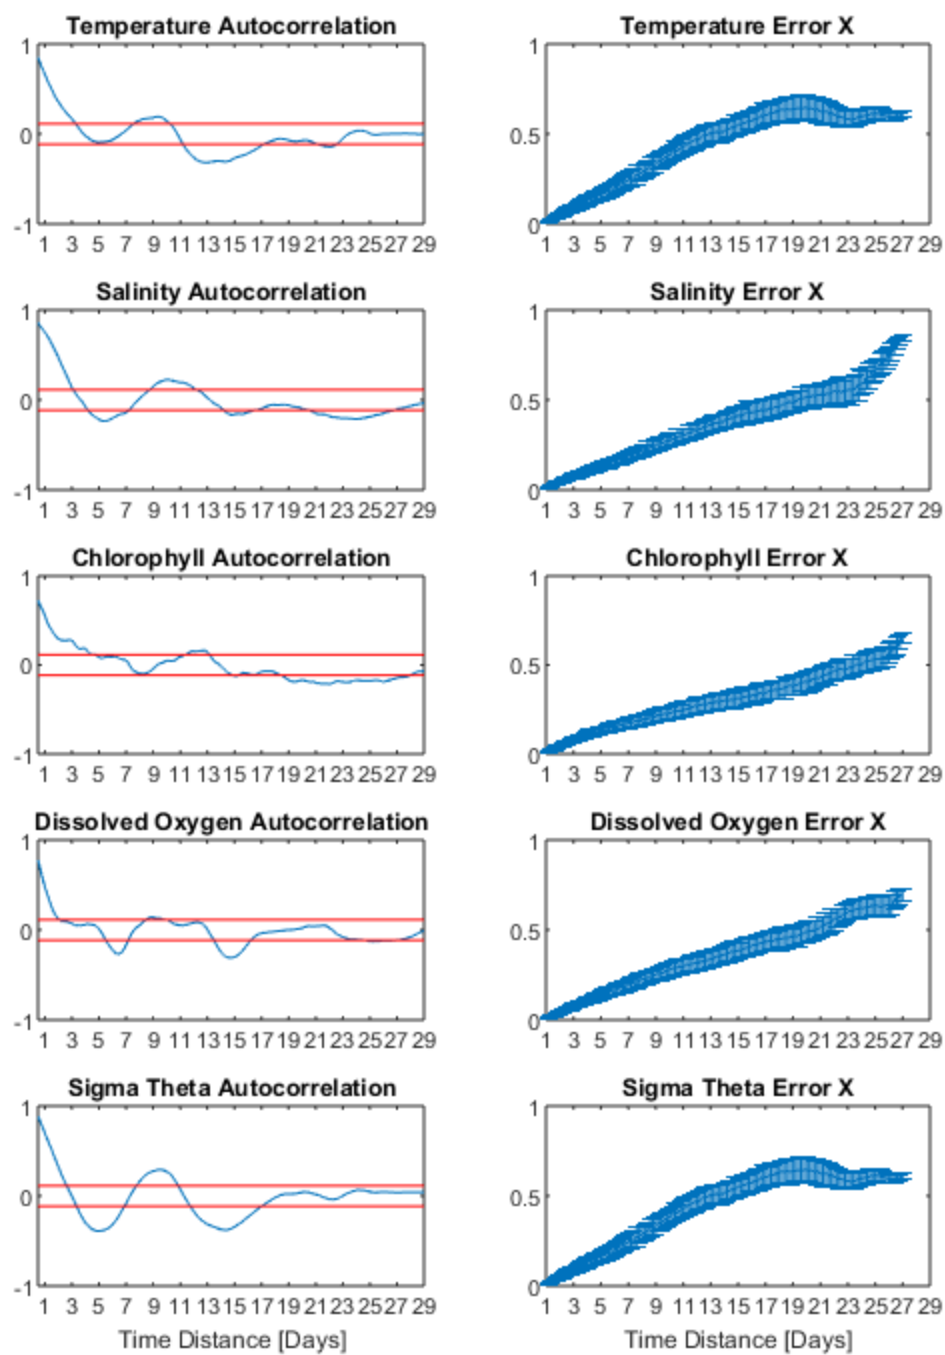 Temperature Autocorrelation
1
0
-1
1 3 5 7 9 11 13 15 17 19 21 23 25 27 29
Temperature Error X
1
0.5
0
1 3 5 7 9 11 13 15 17 19 21 23 25 27 29
Salinity Autocorrelation
1
0
-1
1 3 5 7 9 11 13 15 17 19 21 23 25 27 29
Salinity Error X
1
0.5
0
1 3 5 7 9 11 13 15 17 19 21 23 25 27 29
Chlorophyll Autocorrelation
1
0
-1
1 3 5 7 9 11 13 15 17 19 21 23 25 27 29
Chlorophyll Error X
1
0.5
0
1 3 5 7 9 11 13 15 17 19 21 23 25 27 29
Dissolved Oxygen Autocorrelation
1
0
-1
1 3 5 7 9 11 13 15 17 19 21 23 25 27 29
Dissolved Oxygen Error X
1
0.5
0
1 3 5 7 9 11 13 15 17 19 21 23 25 27 29
Sigma Theta Autocorrelation
1
0
-1
1 3 5 7 9 11 13 15 17 19 21 23 25 27 29
Time Distance [Days]
Sigma Theta Error X
1
0.5
0
1 3 5 7 9 11 13 15 17 19 21 23 25 27 29
Time Distance [Days]